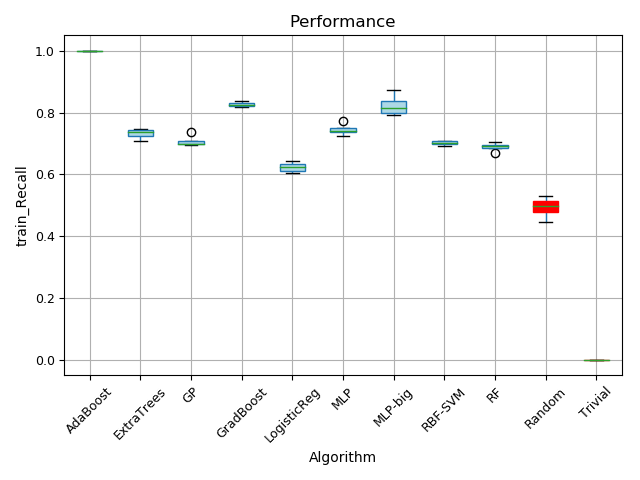 Performance
train_Recall
1.0
0.8
0.6
0.4
0.2
0.0
AdaBoost
ExtraTrees
GP
GradBoost
LogisticReg
MLP
MLP-big
RBF-SVM
RF
Random
Trivial
Algorithm